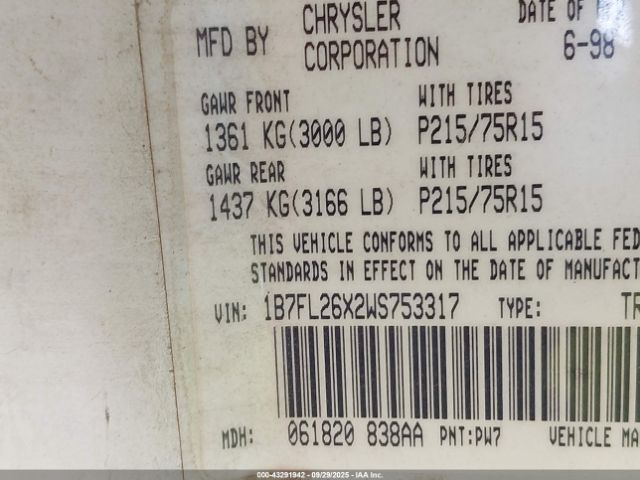 MFD BY CHRYSLER CORPORATION DATE OF
6-98
GAWR FRONT WITH TIRES
1361 KG(3000 LB) P215/75R15
GAWR REAR WITH TIRES
1437 KG(3166 LB) P215/75R15
THIS VEHICLE CONFORMS TO ALL APPLICABLE FED
STANDARDS IN EFFECT ON THE DATE OF MANUFACT
VIN: 1B7FL26X2WS753317 TYPE: TR
MDH: 061820 838AA PNT:PW7 VEHICLE MA
000-43291942 - 09/29/2025 - IAA Inc.